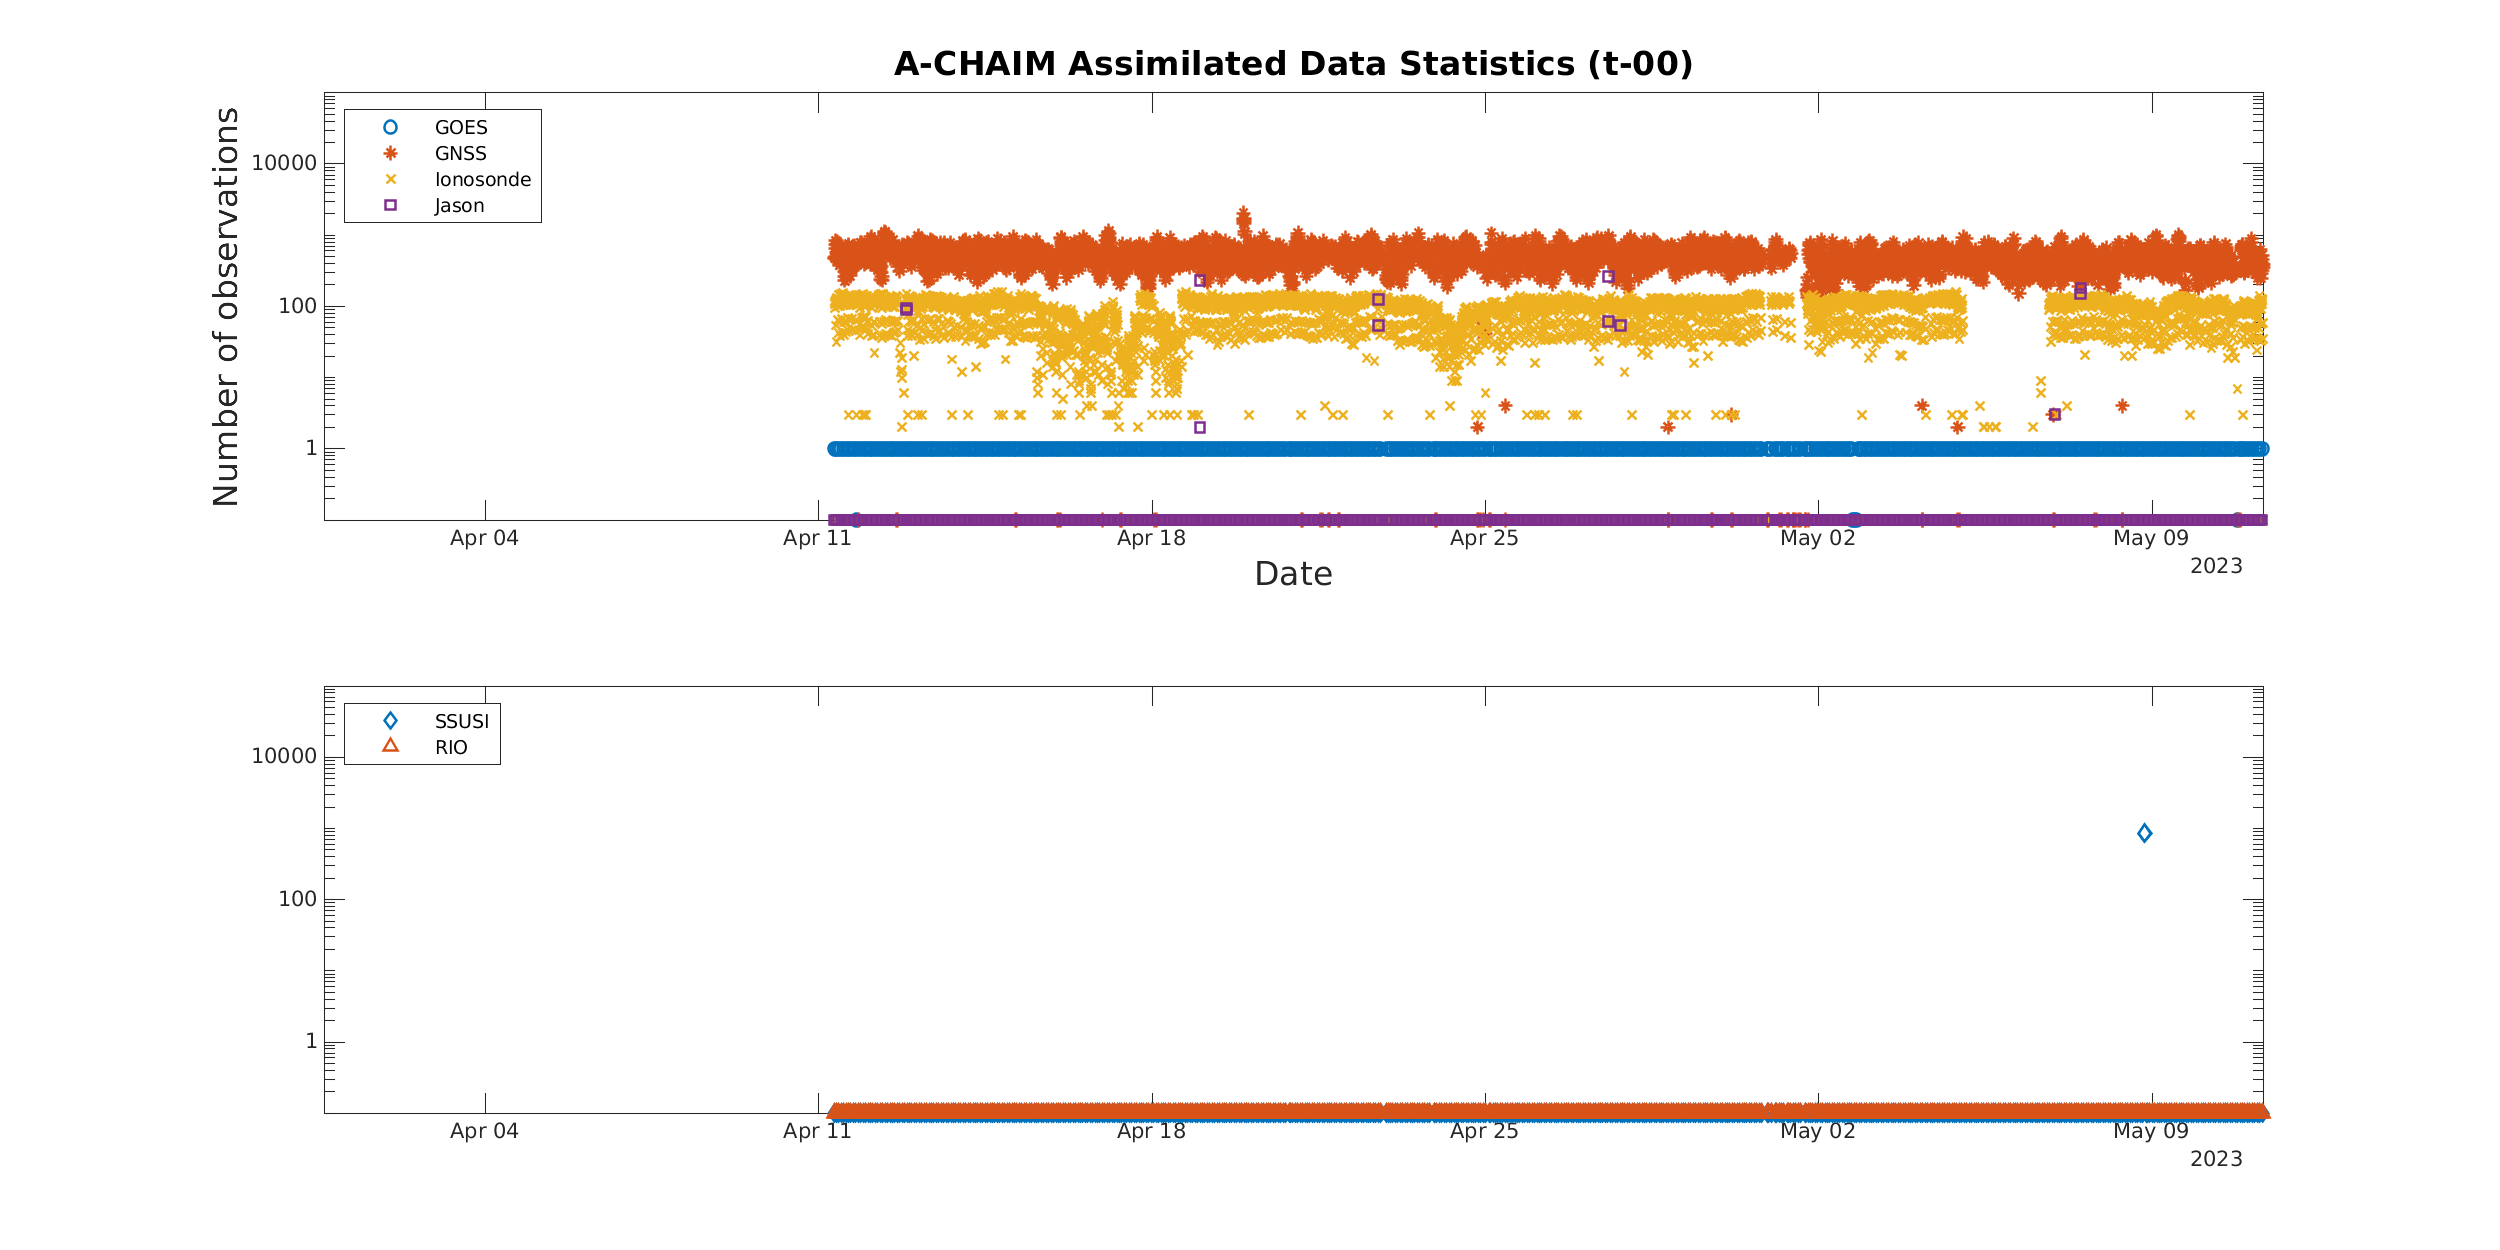 A-CHAIM Assimilated Data Statistics (t-00)
Number of observations
10000
100
1
GOES
GNSS
Ionosonde
Jason
Apr 04
Apr 11
Apr 18
Apr 25
May 02
May 09
2023
Date
10000
100
1
SSUSI
RIO
Apr 04
Apr 11
Apr 18
Apr 25
May 02
May 09
2023